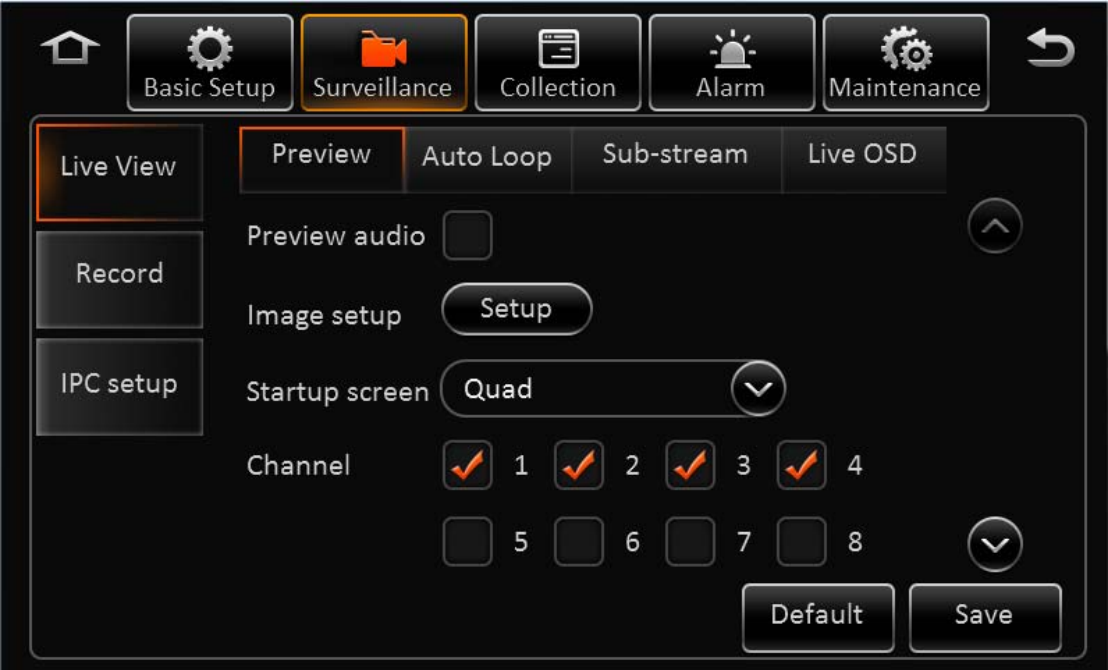 Basic Setup Surveillance Collection Alarm Maintenance
Live View
Record
IPC setup
Preview Auto Loop Sub-stream Live OSD
Preview audio
Image setup Setup
Startup screen Quad
Channel 1 2 3 4
5 6 7 8
Default Save